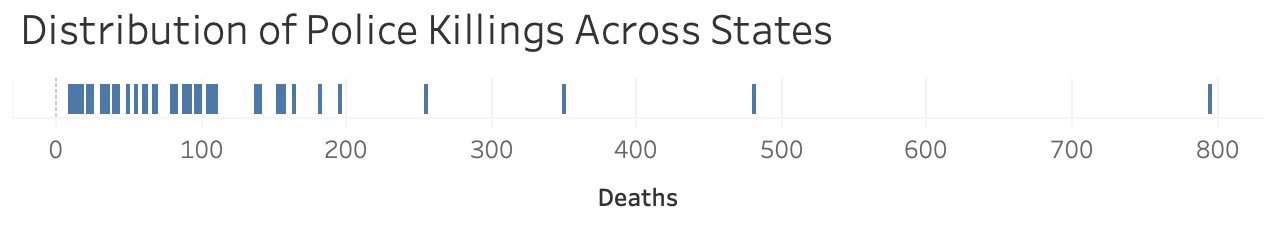 Distribution of Police Killings Across States
0 100 200 300 400 500 600 700 800
Deaths